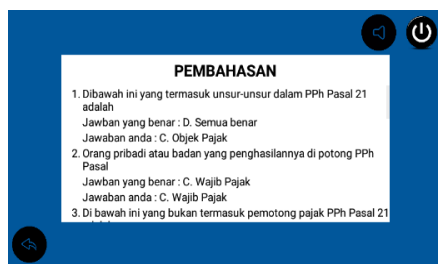 PEMBAHASAN
1. Dibawah ini yang termasuk unsur-unsur dalam PPh Pasal 21
adalah
Jawban yang benar : D. Semua benar
Jawaban anda : C. Objek Pajak
2. Orang pribadi atau badan yang penghasilannya di potong PPh
Pasal
Jawban yang benar : C. Wajib Pajak
Jawaban anda : C. Wajib Pajak
3. Di bawah ini yang bukan termasuk pemotong pajak PPh Pasal 21